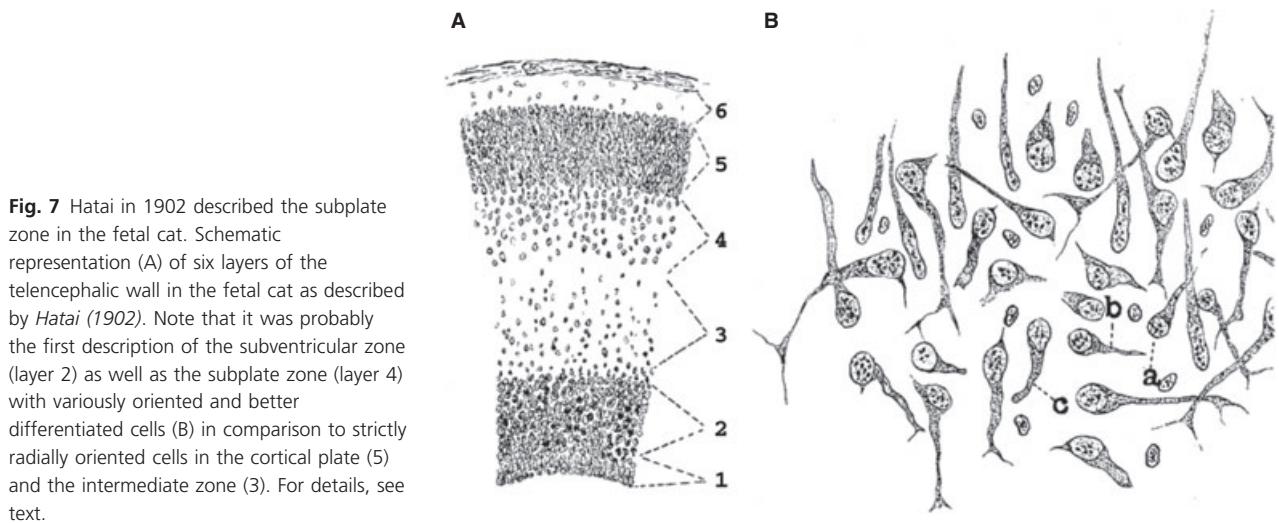 Fig. 7 Hatai in 1902 described the subplate
zone in the fetal cat. Schematic
representation (A) of six layers of the
telencephalic wall in the fetal cat as described
by Hatai (1902). Note that it was probably
the first description of the subventricular zone
(layer 2) as well as the subplate zone (layer 4)
with variously oriented and better
differentiated cells (B) in comparison to strictly
radially oriented cells in the cortical plate (5)
and the intermediate zone (3). For details, see
text.
A
6
5
4
3
2
1
B
b
a
c